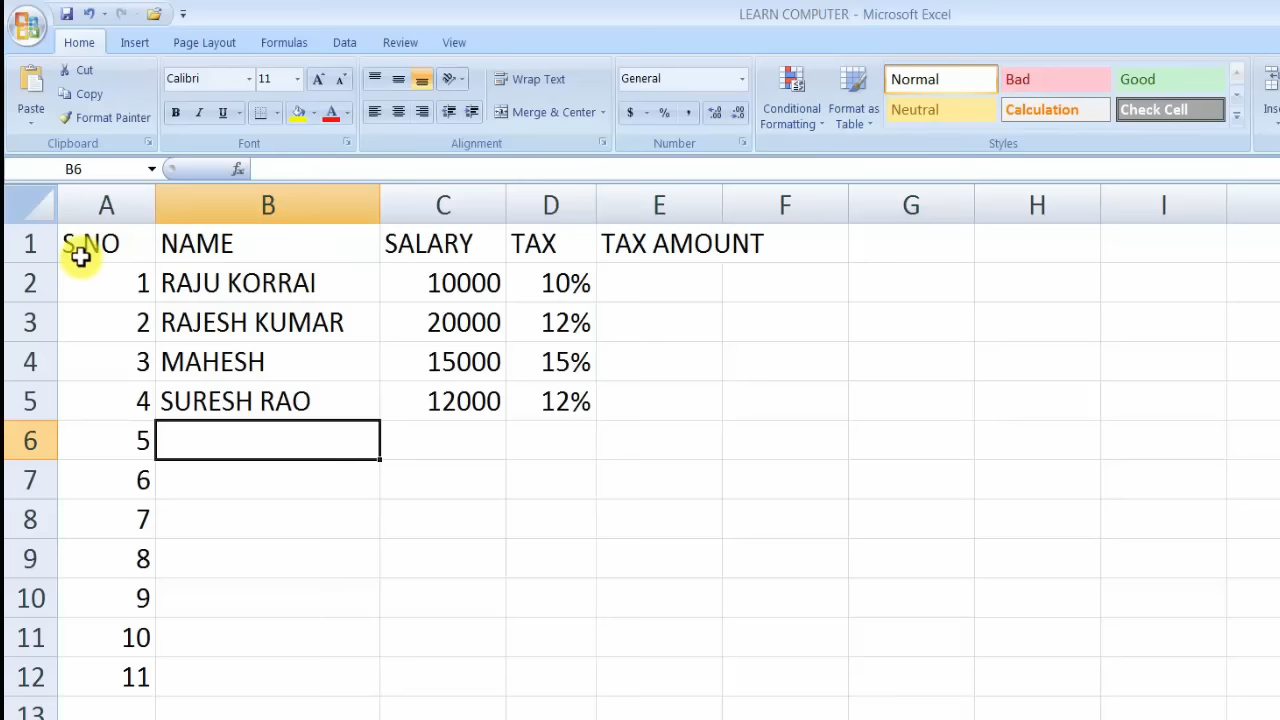 LEARN COMPUTER - Microsoft Excel
Home Insert Page Layout Formulas Data Review View
Paste
Cut
Copy
Format Painter
Clipboard
Calibri 11 A A
B I U A
Font
Wrap Text
Merge & Center
Alignment
General
$ % ,
Number
Conditional Formatting
Format as Table
Normal Bad Good
Neutral Calculation Check Cell
Styles
B6 fx
A B C D E F G H I
1 S.NO NAME SALARY TAX TAX AMOUNT
2 1 RAJU KORRAI 10000 10%
3 2 RAJESH KUMAR 20000 12%
4 3 MAHESH 15000 15%
5 4 SURESH RAO 12000 12%
6 5
7 6
8 7
9 8
10 9
11 10
12 11
13